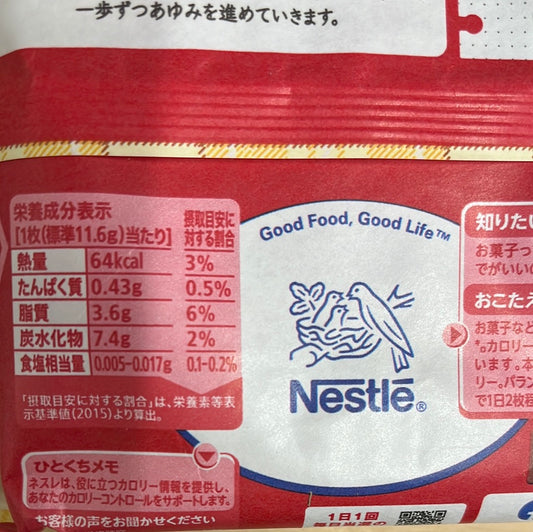 一歩ずつあゆみを進めていきます。
栄養成分表示
[1枚(標準11.6g)当たり]
摂取目安に
対する割合
熱量 64kcal 3%
たんぱく質 0.43g 0.5%
脂質 3.6g 6%
炭水化物 7.4g 2%
食塩相当量 0.005-0.017g 0.1-0.2%
「摂取目安に対する割合」は、栄養素等表
示基準値(2015)より算出。
ひとくちメモ
ネスレは、役に立つカロリー情報を提供し、
あなたのカロリーコントロールをサポートします。
お客様の声をお聞かせください
Good Food, Good Life™
Nestlé®
知りたい
お菓子っ
でがいいの
おこたえ
お菓子など
*。カロリー
います。本
リー。バラン
で1日2枚程
1日1回